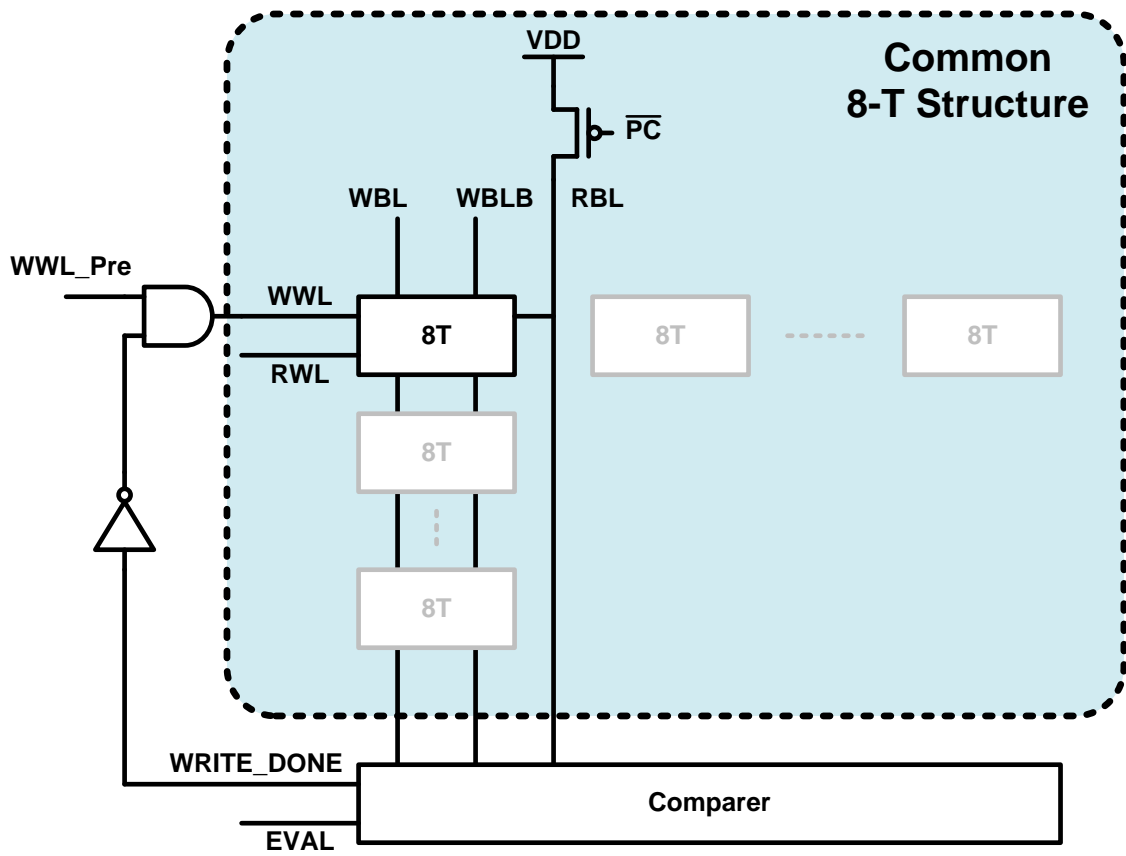 VDD
Common
8-T Structure
PC
WBL
WBLB
RBL
WWL_Pre
WWL
8T
8T
8T
RWL
8T
8T
WRITE_DONE
Comparer
EVAL